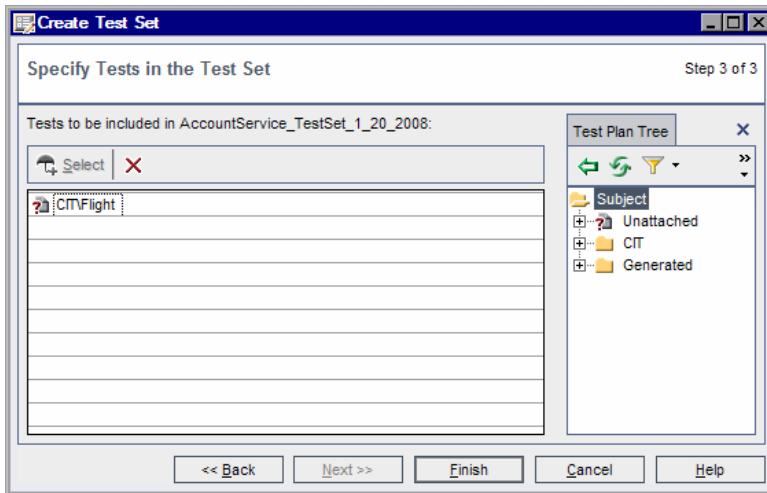 Create Test Set
Specify Tests in the Test Set
Step 3 of 3
Tests to be included in AccountService_TestSet_1_20_2008:
Select
CIT\Flight
Test Plan Tree
Subject
Unattached
CIT
Generated
<< Back
Next >>
Finish
Cancel
Help